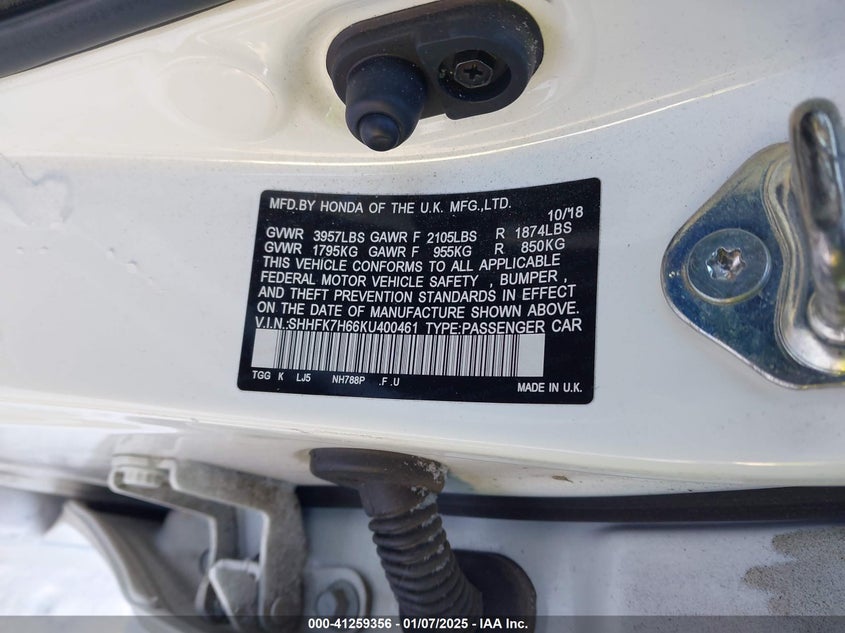 MFD.BY HONDA OF THE U.K. MFG.,LTD.
10/'18
GVWR 3957LBS GAWR F 2105LBS R 1874LBS
GVWR 1795KG GAWR F 955KG R 850KG
THIS VEHICLE CONFORMS TO ALL APPLICABLE
FEDERAL MOTOR VEHICLE SAFETY , BUMPER ,
AND THEFT PREVENTION STANDARDS IN EFFECT
ON THE DATE OF MANUFACTURE SHOWN ABOVE.
V.I.N.:SHHFK7H66KU400461 TYPE:PASSENGER CAR
TGG K LJ5 NH788P .F .U
MADE IN U.K.
000-41259356 | 01/07/2025 | IAA Inc.